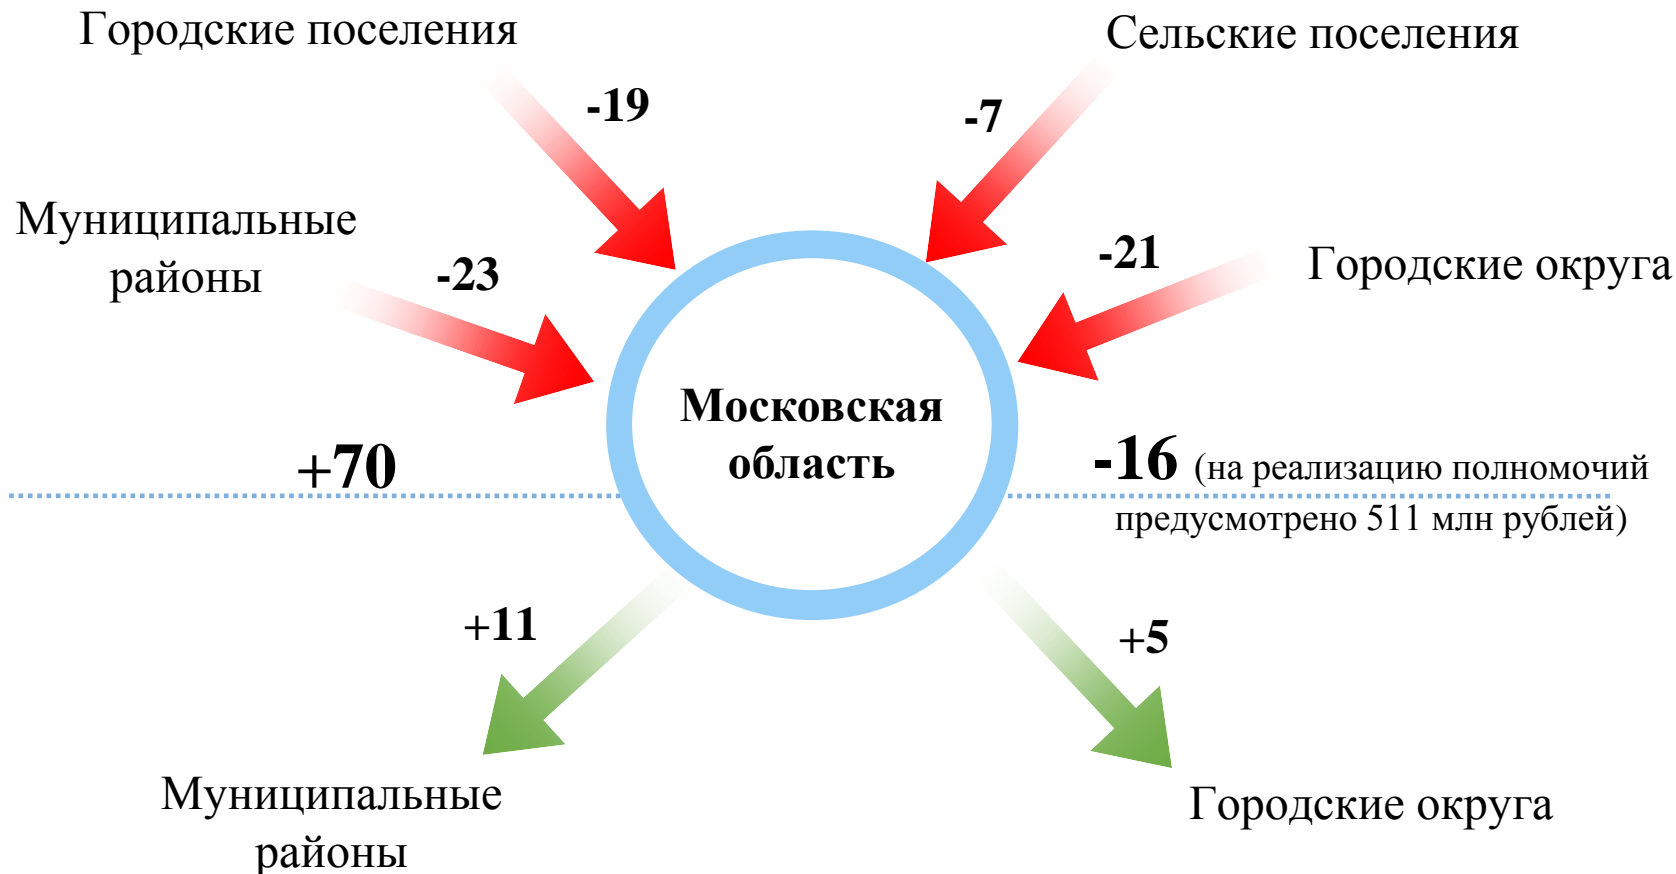 Городские поселения
Сельские поселения
-19
-7
Муниципальные
районы
-23
-21
Городские округа
Московская
область
+70
-16 (на реализацию полномочий
предусмотрено 511 млн рублей)
+11
+5
Муниципальные
районы
Городские округа